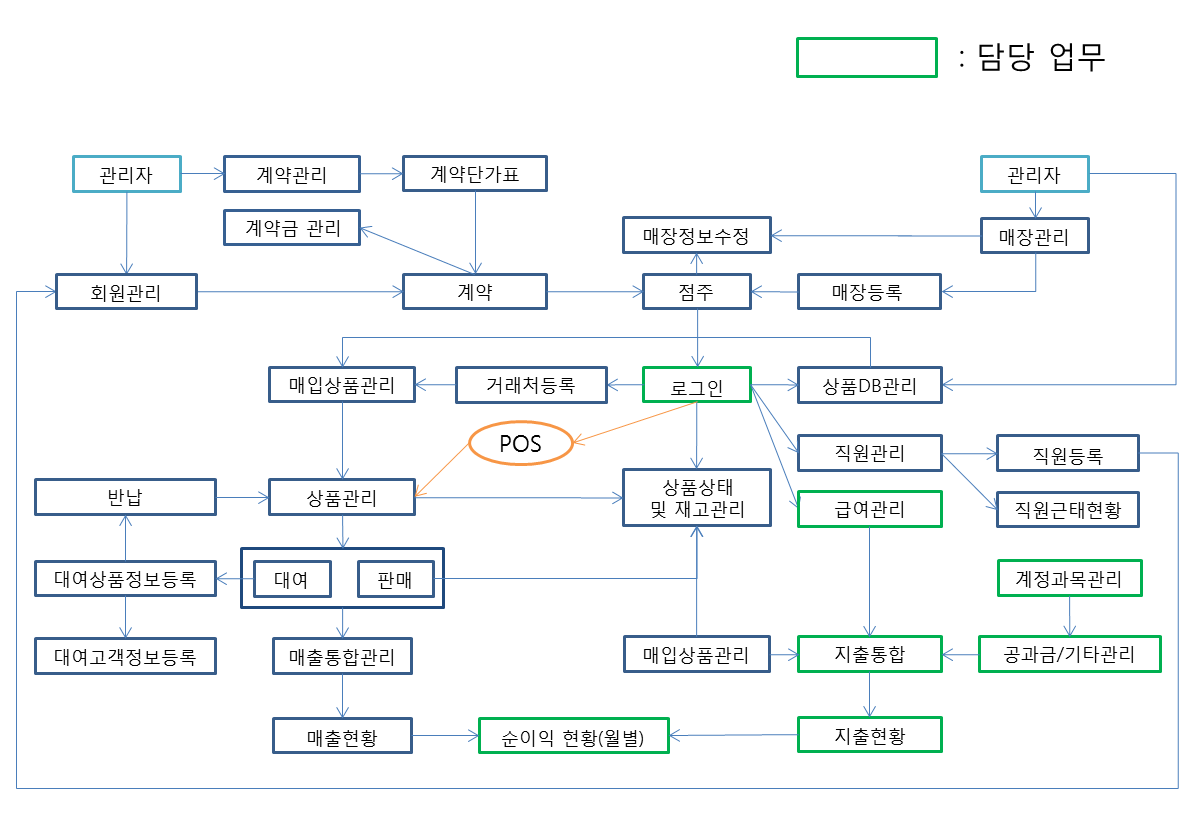 : 담당 업무
관리자
계약관리
계약단가표
관리자
계약금 관리
매장정보수정
매장관리
회원관리
계약
점주
매장등록
매입상품관리
거래처등록
로그인
상품DB관리
POS
직원관리
직원등록
반납
상품관리
상품상태
및 재고관리
급여관리
직원근태현황
대여상품정보등록
대여
판매
계정과목관리
대여고객정보등록
매출통합관리
매입상품관리
지출통합
공과금/기타관리
매출현황
순이익 현황(월별)
지출현황